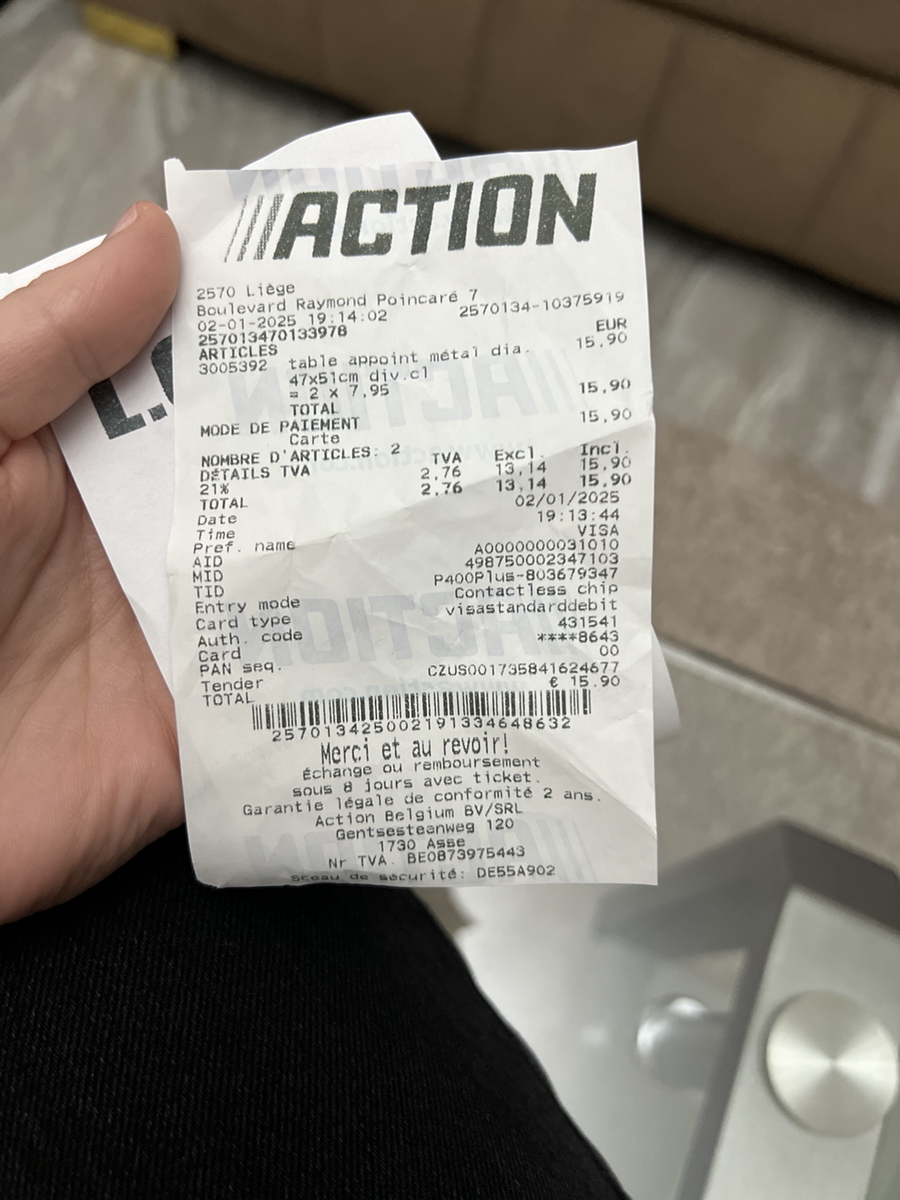 ACTION
2570 Liège
Boulevard Raymond Poincaré 7
02-01-2025 19:14:02 2570134-10375919
257013470133978
ARTICLES EUR
3005392 table appoint métal dia. 15,90
47x51cm div.cl
= 2 x 7,95
TOTAL 15,90
MODE DE PAIEMENT
Carte 15,90
NOMBRE D'ARTICLES: 2
DÉTAILS TVA TVA Excl. Incl.
21% 2,76 13,14 15,90
TOTAL 2,76 13,14 15,90
Date 02/01/2025
Time 19:13:44
Pref. name VISA
AID A0000000031010
MID 498750002347103
TID P400Plus-803679347
Entry mode Contactless chip
Card type visastandarddebit
Auth. code 431541
Card ****8643
PAN seq. 00
Tender CZUS001735841624677
TOTAL € 15.90
257013425002191334648632
Merci et au revoir!
Échange ou remboursement
sous 8 jours avec ticket.
Garantie légale de conformité 2 ans.
Action Belgium BV/SRL
Gentsesteenweg 120
1730 Asse
Nr TVA. BE0873975443
Sceau de sécurité: DE55A902